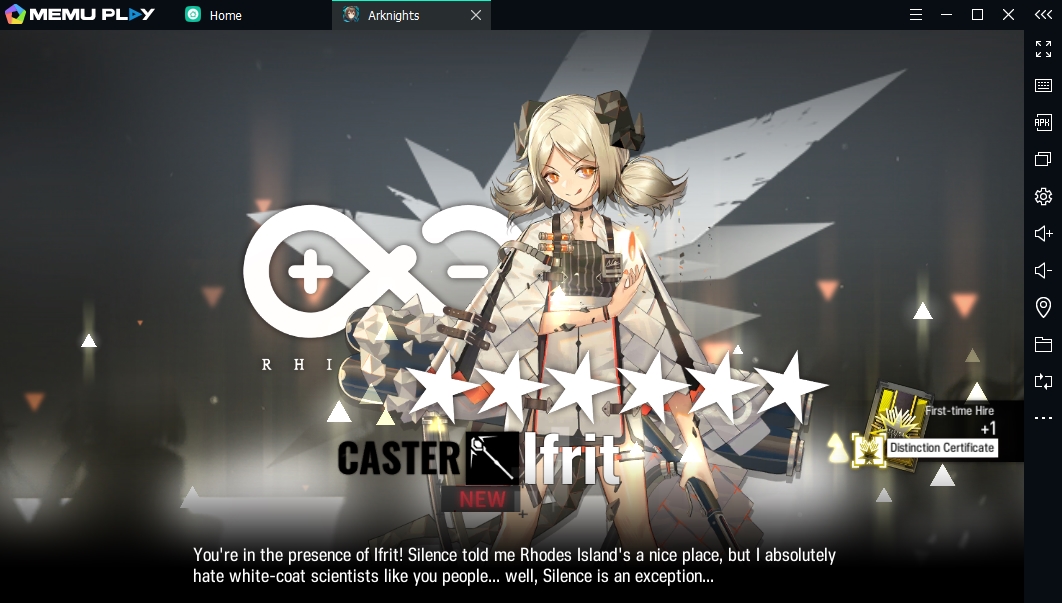 MEMU PLAY
Home
Arknights
APK
RHI
First-time Hire
+1
Distinction Certificate
CASTER Ifrit
NEW
You're in the presence of Ifrit! Silence told me Rhodes Island's a nice place, but I absolutely
hate white-coat scientists like you people... well, Silence is an exception...